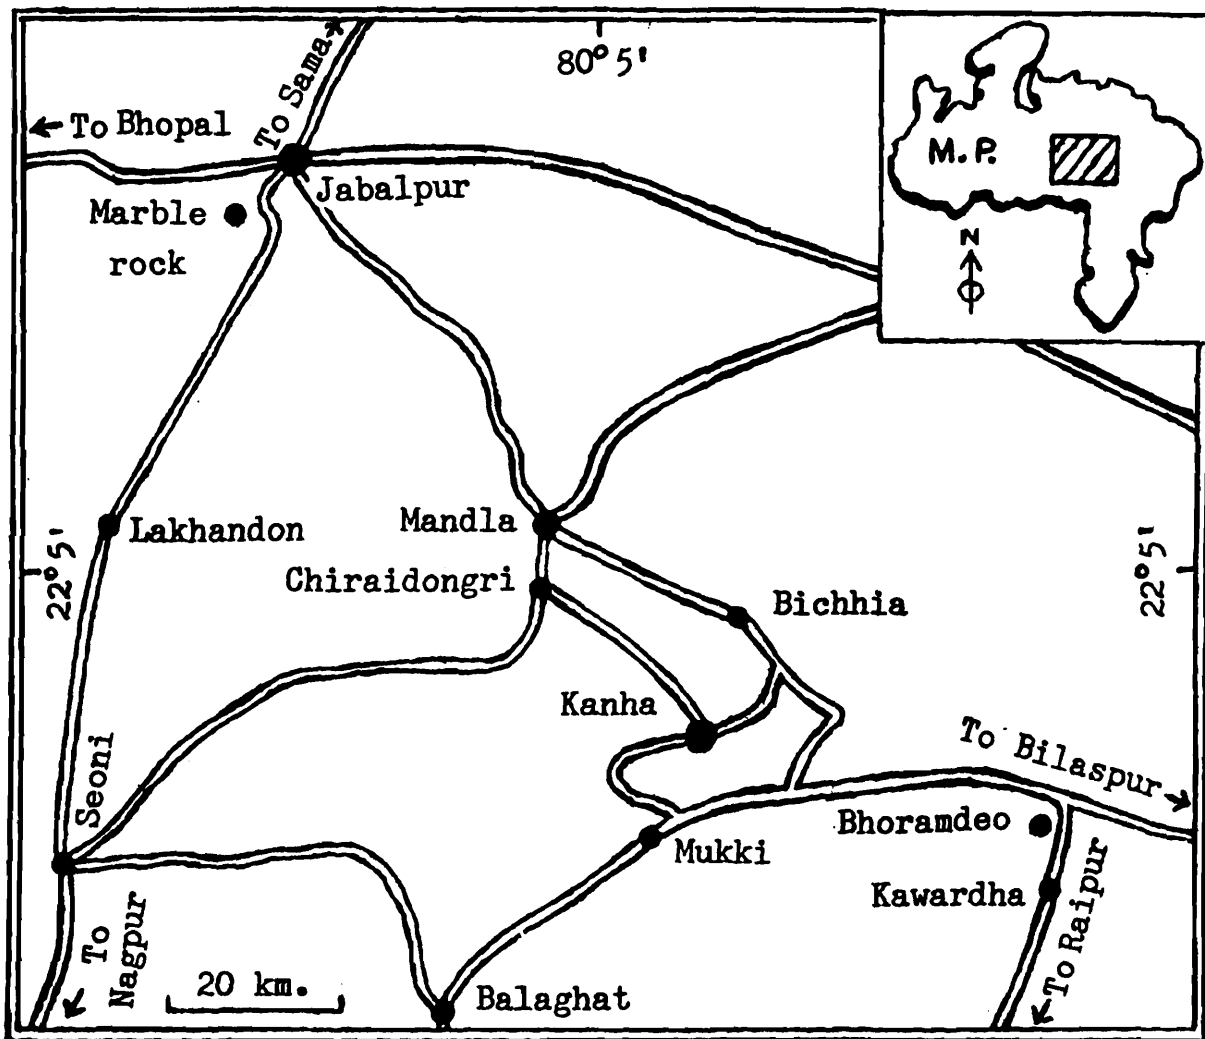 80° 5'
To Sama
← To Bhopal
M. P.
Jabalpur
Marble
rock
N
Lakhandon
Mandla
22° 5'
22° 5'
Chiraidongri
Bichhia
Kanha
Seoni
To Bilaspur
Bhoramdeo
Mukki
Kawardha
To Raipur
To
Nagpur
20 km.
Balaghat